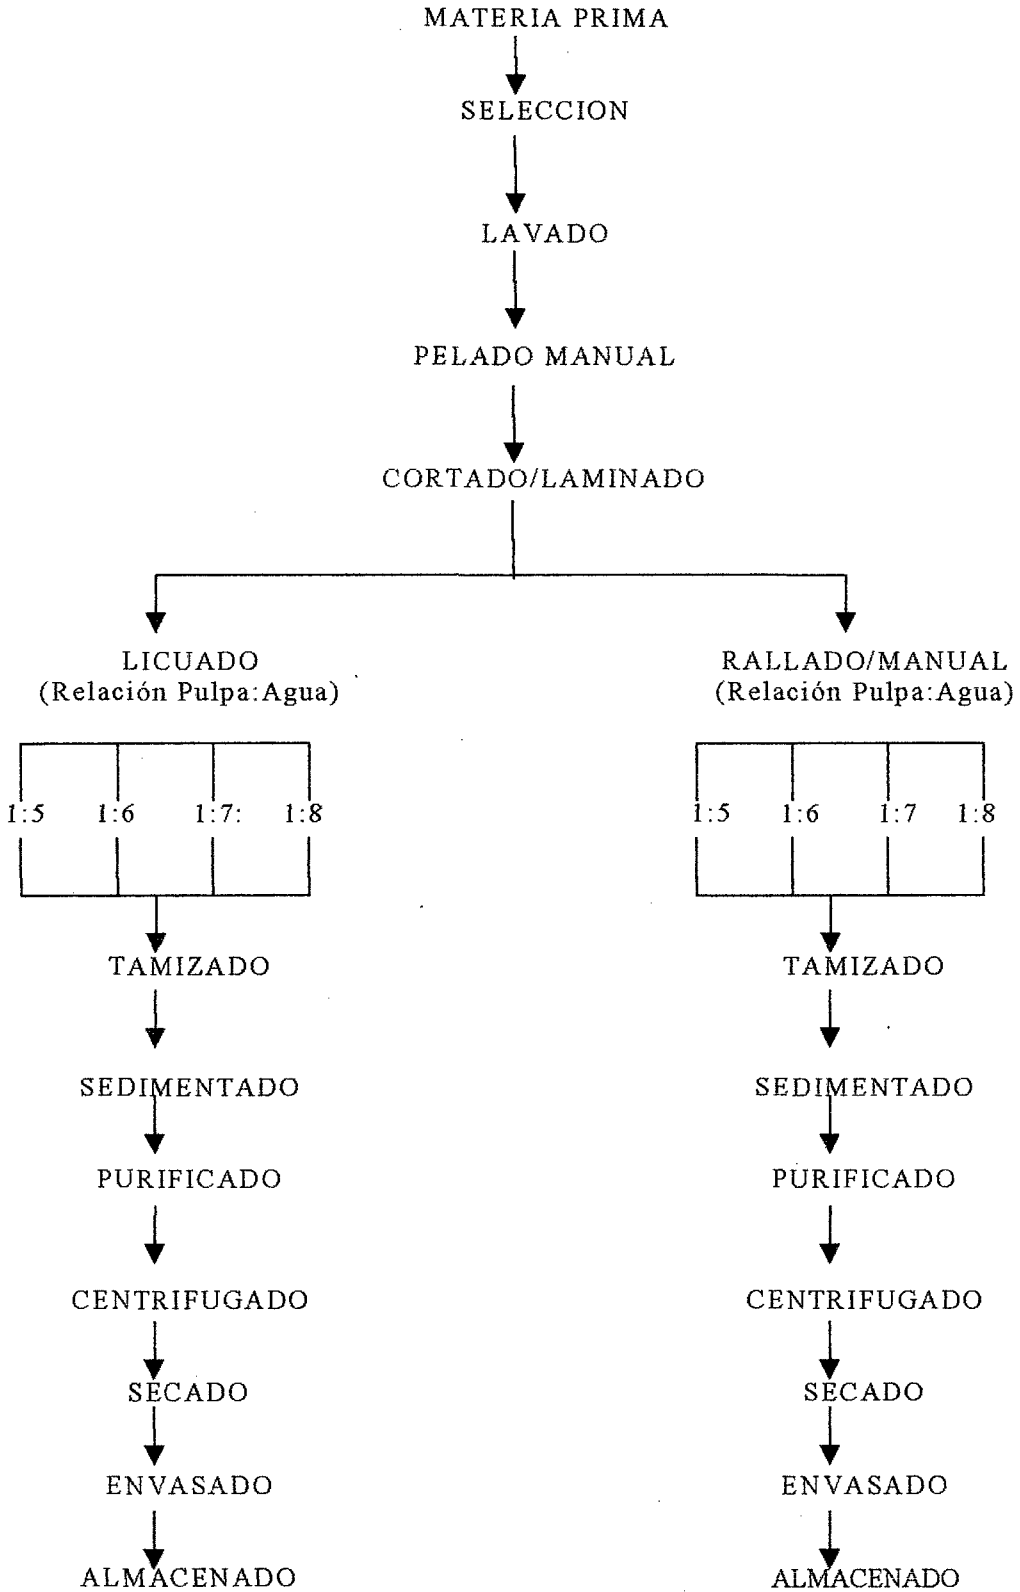 MATERIA PRIMA
SELECCION
LAVADO
PELADO MANUAL
CORTADO/LAMINADO
LICUADO
(Relación Pulpa:Agua)
1:5 1:6 1:7: 1:8
TAMIZADO
SEDIMENTADO
PURIFICADO
CENTRIFUGADO
SECADO
ENVASADO
ALMACENADO
RALLADO/MANUAL
(Relación Pulpa:Agua)
1:5 1:6 1:7 1:8
TAMIZADO
SEDIMENTADO
PURIFICADO
CENTRIFUGADO
SECADO
ENVASADO
ALMACENADO